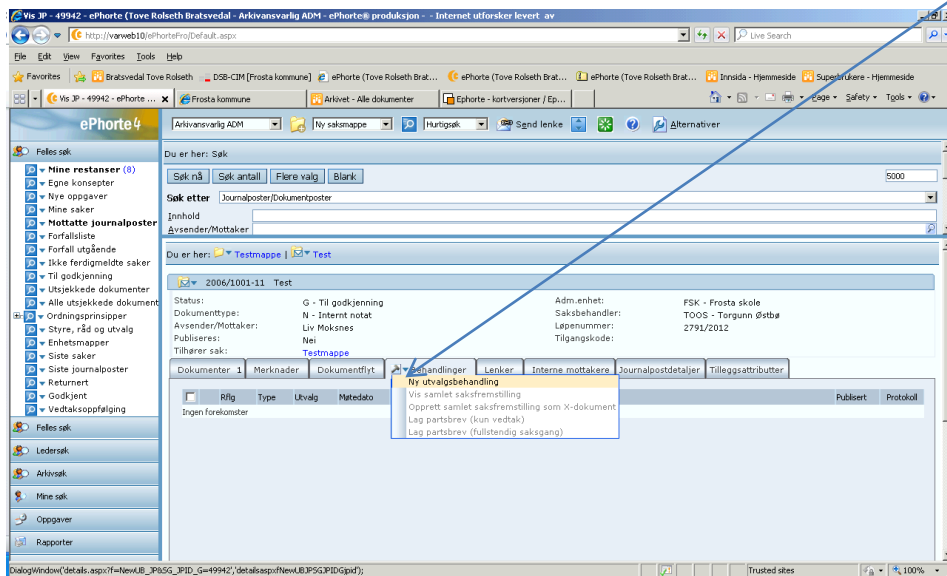 Vis JP - 49942 - ePhorte (Tove Rolseth Bratsvedal - Arkivansvarlig ADM - ePhorte® produksjon - - Internet utforsker levert av
http://varweb10/ePhorteFro/Default.aspx
Live Search
File Edit View Favorites Tools Help
Favorites Bratsvedal Tove Rolseth DSB-CIM [Frosta kommune] ePhorte (Tove Rolseth Brat... ePhorte (Tove Rolseth Brat... ePhorte (Tove Rolseth Brat... Innsida - Hjemmeside Superbrukere - Hjemmeside
Vis JP - 49942 - ePhorte ... Frosta kommune Arkivet - Alle dokumenter Ephorte - kortversjoner / Ep... Page Safety Tools
ePhorte 4 Arkivansvarlig ADM Ny saksmappe Hurtigsøk Send lenke Alternativer
Felles søk
Mine restanser (8)
Egne konsepter
Nye oppgaver
Mine saker
Mottatte journalposter
Forfallsliste
Forfall utgående
Ikke ferdigmeldte saker
Til godkjenning
Utsjekkede dokumenter
Alle utsjekkede dokument
Ordningsprinsipper
Styre, råd og utvalg
Enhetsmapper
Siste saker
Siste journalposter
Returnert
Godkjent
Vedtaksoppfølging
Felles søk
Ledersøk
Arkivsøk
Mine søk
Oppgaver
Rapporter
Du er her: Søk
Søk nå Søk antall Flere valg Blank 5000
Søk etter Journalposter/Dokumentposter
Innhold
Avsender/Mottaker
Du er her: Testmappe | Test
2006/1001-11 Test
Status: G - Til godkjenning Adm.enhet: FSK - Frosta skole
Dokumenttype: N - Internt notat Saksbehandler: TOOS - Torgunn Østbø
Avsender/Mottaker: Liv Moksnes Løpenummer: 2791/2012
Publiseres: Nei Tilgangskode:
Tilhører sak: Testmappe
Dokumenter 1 Merknader Dokumentflyt Behandlinger Lenker Interne mottakere Journalpostdetaljer Tilleggsattributter
Rflg Type Utvalg Møtedato Publisert Protokoll
Ingen forekomster
Ny utvalgsbehandling
Vis samlet saksfremstilling
Opprett samlet saksfremstilling som X-dokument
Lag partsbrev (kun vedtak)
Lag partsbrev (fullstendig saksgang)
DialogWindow('details.aspx?f=NewUB_JP&SG_JPID_G=49942','detailsaspxfNewUBJPSGJPIDGjpid'); Trusted sites 100%